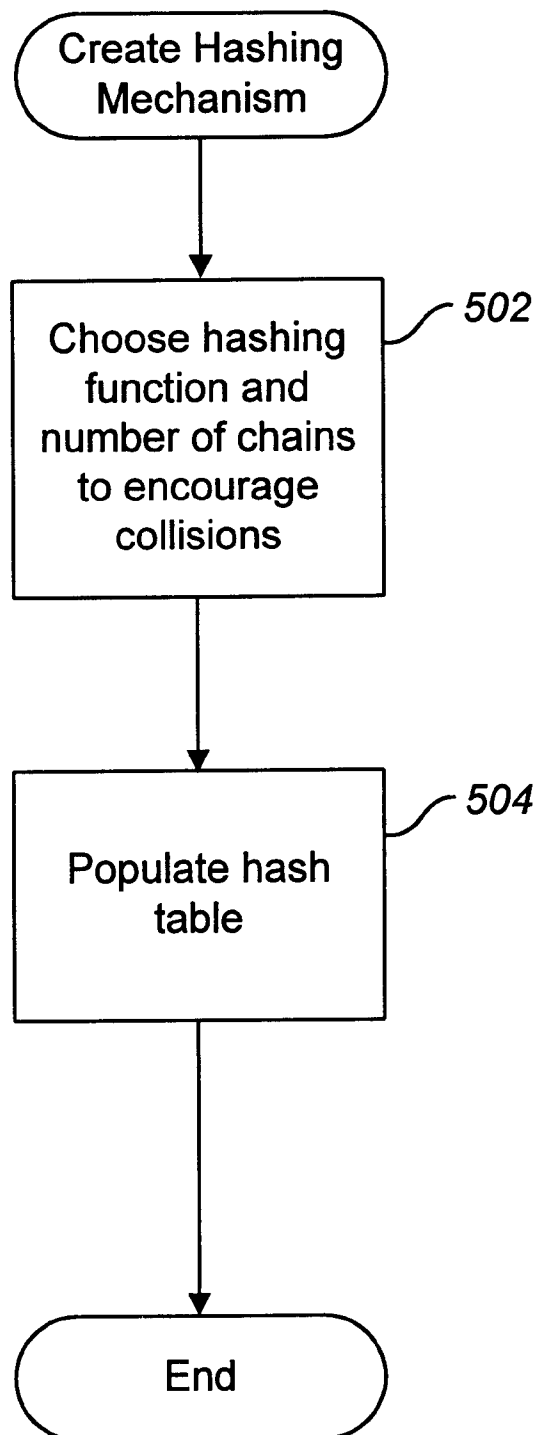 Create Hashing
Mechanism
502
Choose hashing
function and
number of chains
to encourage
collisions
504
Populate hash
table
End